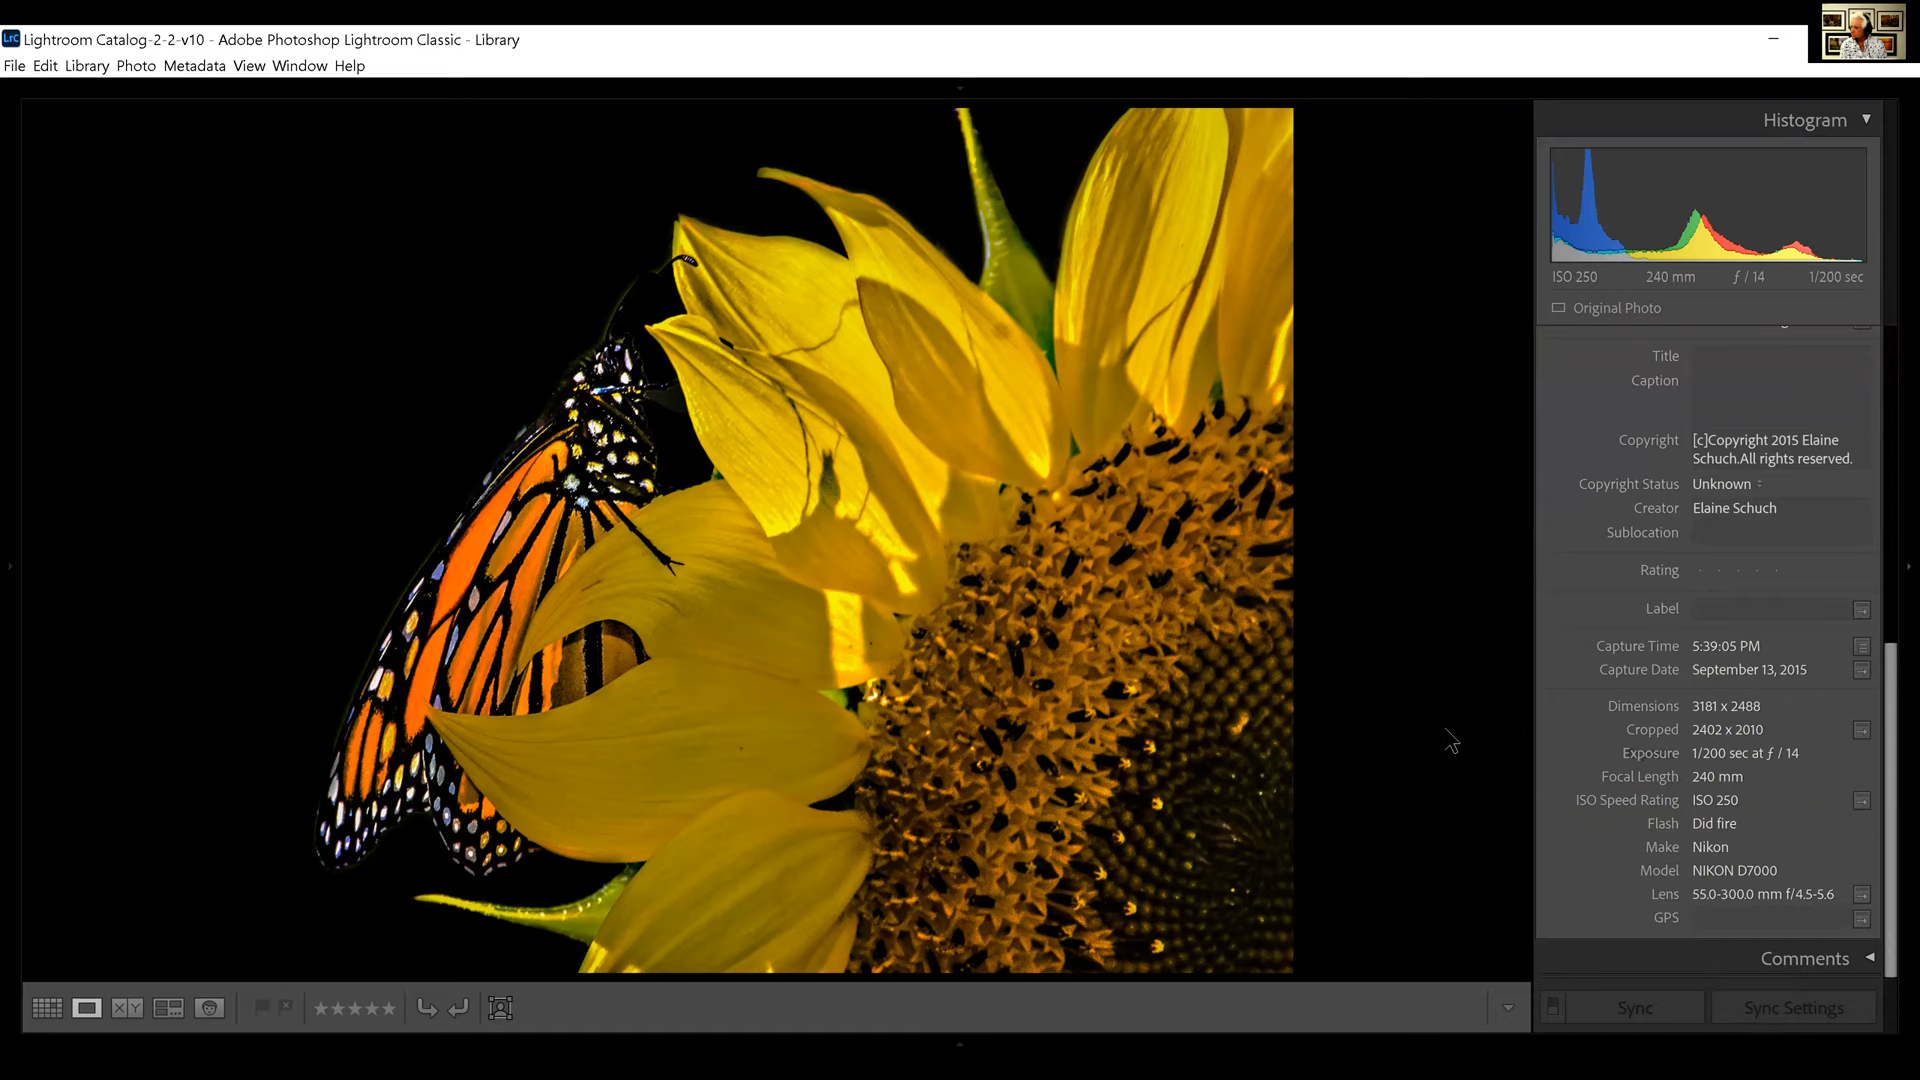 LrC Lightroom Catalog-2-2-v10 - Adobe Photoshop Lightroom Classic - Library
File Edit Library Photo Metadata View Window Help
Histogram
ISO 250 240 mm ƒ / 14 1/200 sec
Original Photo
Title
Caption
Copyright [c]Copyright 2015 Elaine
Schuch.All rights reserved.
Copyright Status Unknown
Creator Elaine Schuch
Sublocation
Rating
Label
Capture Time 5:39:05 PM
Capture Date September 13, 2015
Dimensions 3181 x 2488
Cropped 2402 x 2010
Exposure 1/200 sec at ƒ / 14
Focal Length 240 mm
ISO Speed Rating ISO 250
Flash Did fire
Make Nikon
Model NIKON D7000
Lens 55.0-300.0 mm f/4.5-5.6
GPS
Comments
XY
Sync Sync Settings